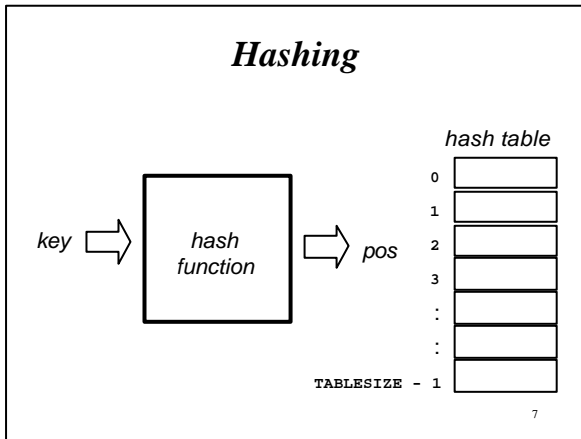 Hashing
hash table
key
hash
function
pos
0
1
2
3
:
:
TABLESIZE - 1
7